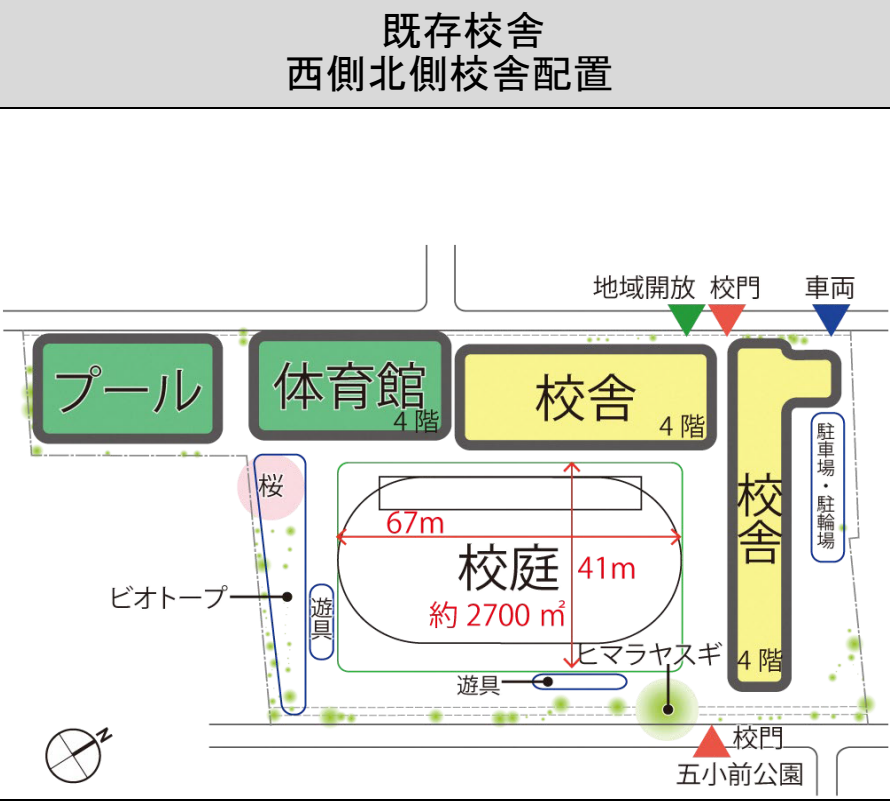 既存校舎
西側北側校舎配置
地域開放
校門
車両
プール
体育館
4階
校舎
4階
校舎
4階
駐車場・駐輪場
桜
67m
校庭
41m
約 2700 ㎡
ビオトープ
遊具
ヒマラヤスギ
遊具
N
校門
五小前公園